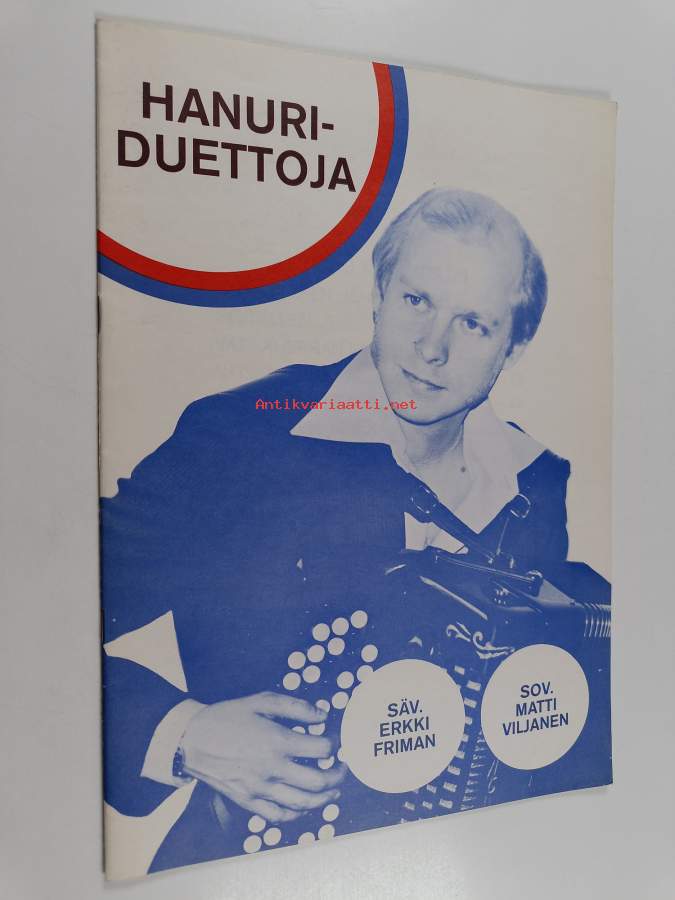 HANURI-
DUETTOJA
Antikvariaatti.net
SÄV.
ERKKI
FRIMAN
SOV.
MATTI
VILJANEN